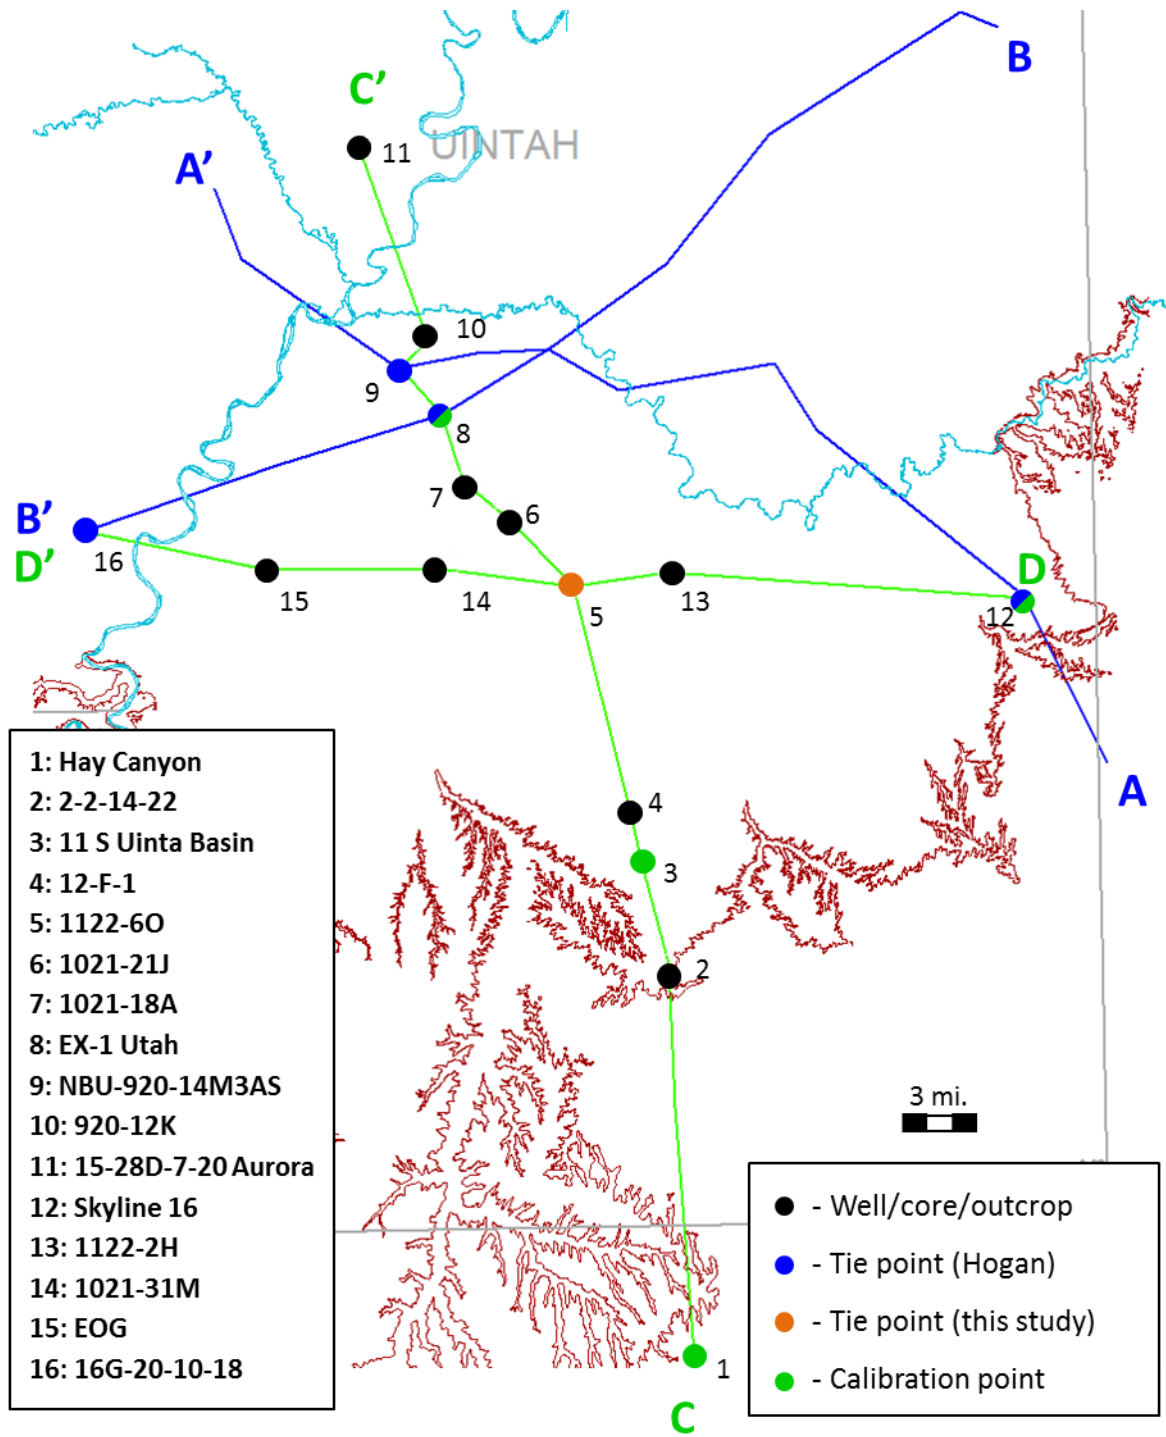 B
C’
UINTAH
11
A’
10
9
8
7
6
B’
D’
16
D
15
14
5
13
12
A
4
3
2
1
C
1: Hay Canyon
2: 2-2-14-22
3: 11 S Uinta Basin
4: 12-F-1
5: 1122-6O
6: 1021-21J
7: 1021-18A
8: EX-1 Utah
9: NBU-920-14M3AS
10: 920-12K
11: 15-28D-7-20 Aurora
12: Skyline 16
13: 1122-2H
14: 1021-31M
15: EOG
16: 16G-20-10-18
3 mi.
- Well/core/outcrop
- Tie point (Hogan)
- Tie point (this study)
- Calibration point